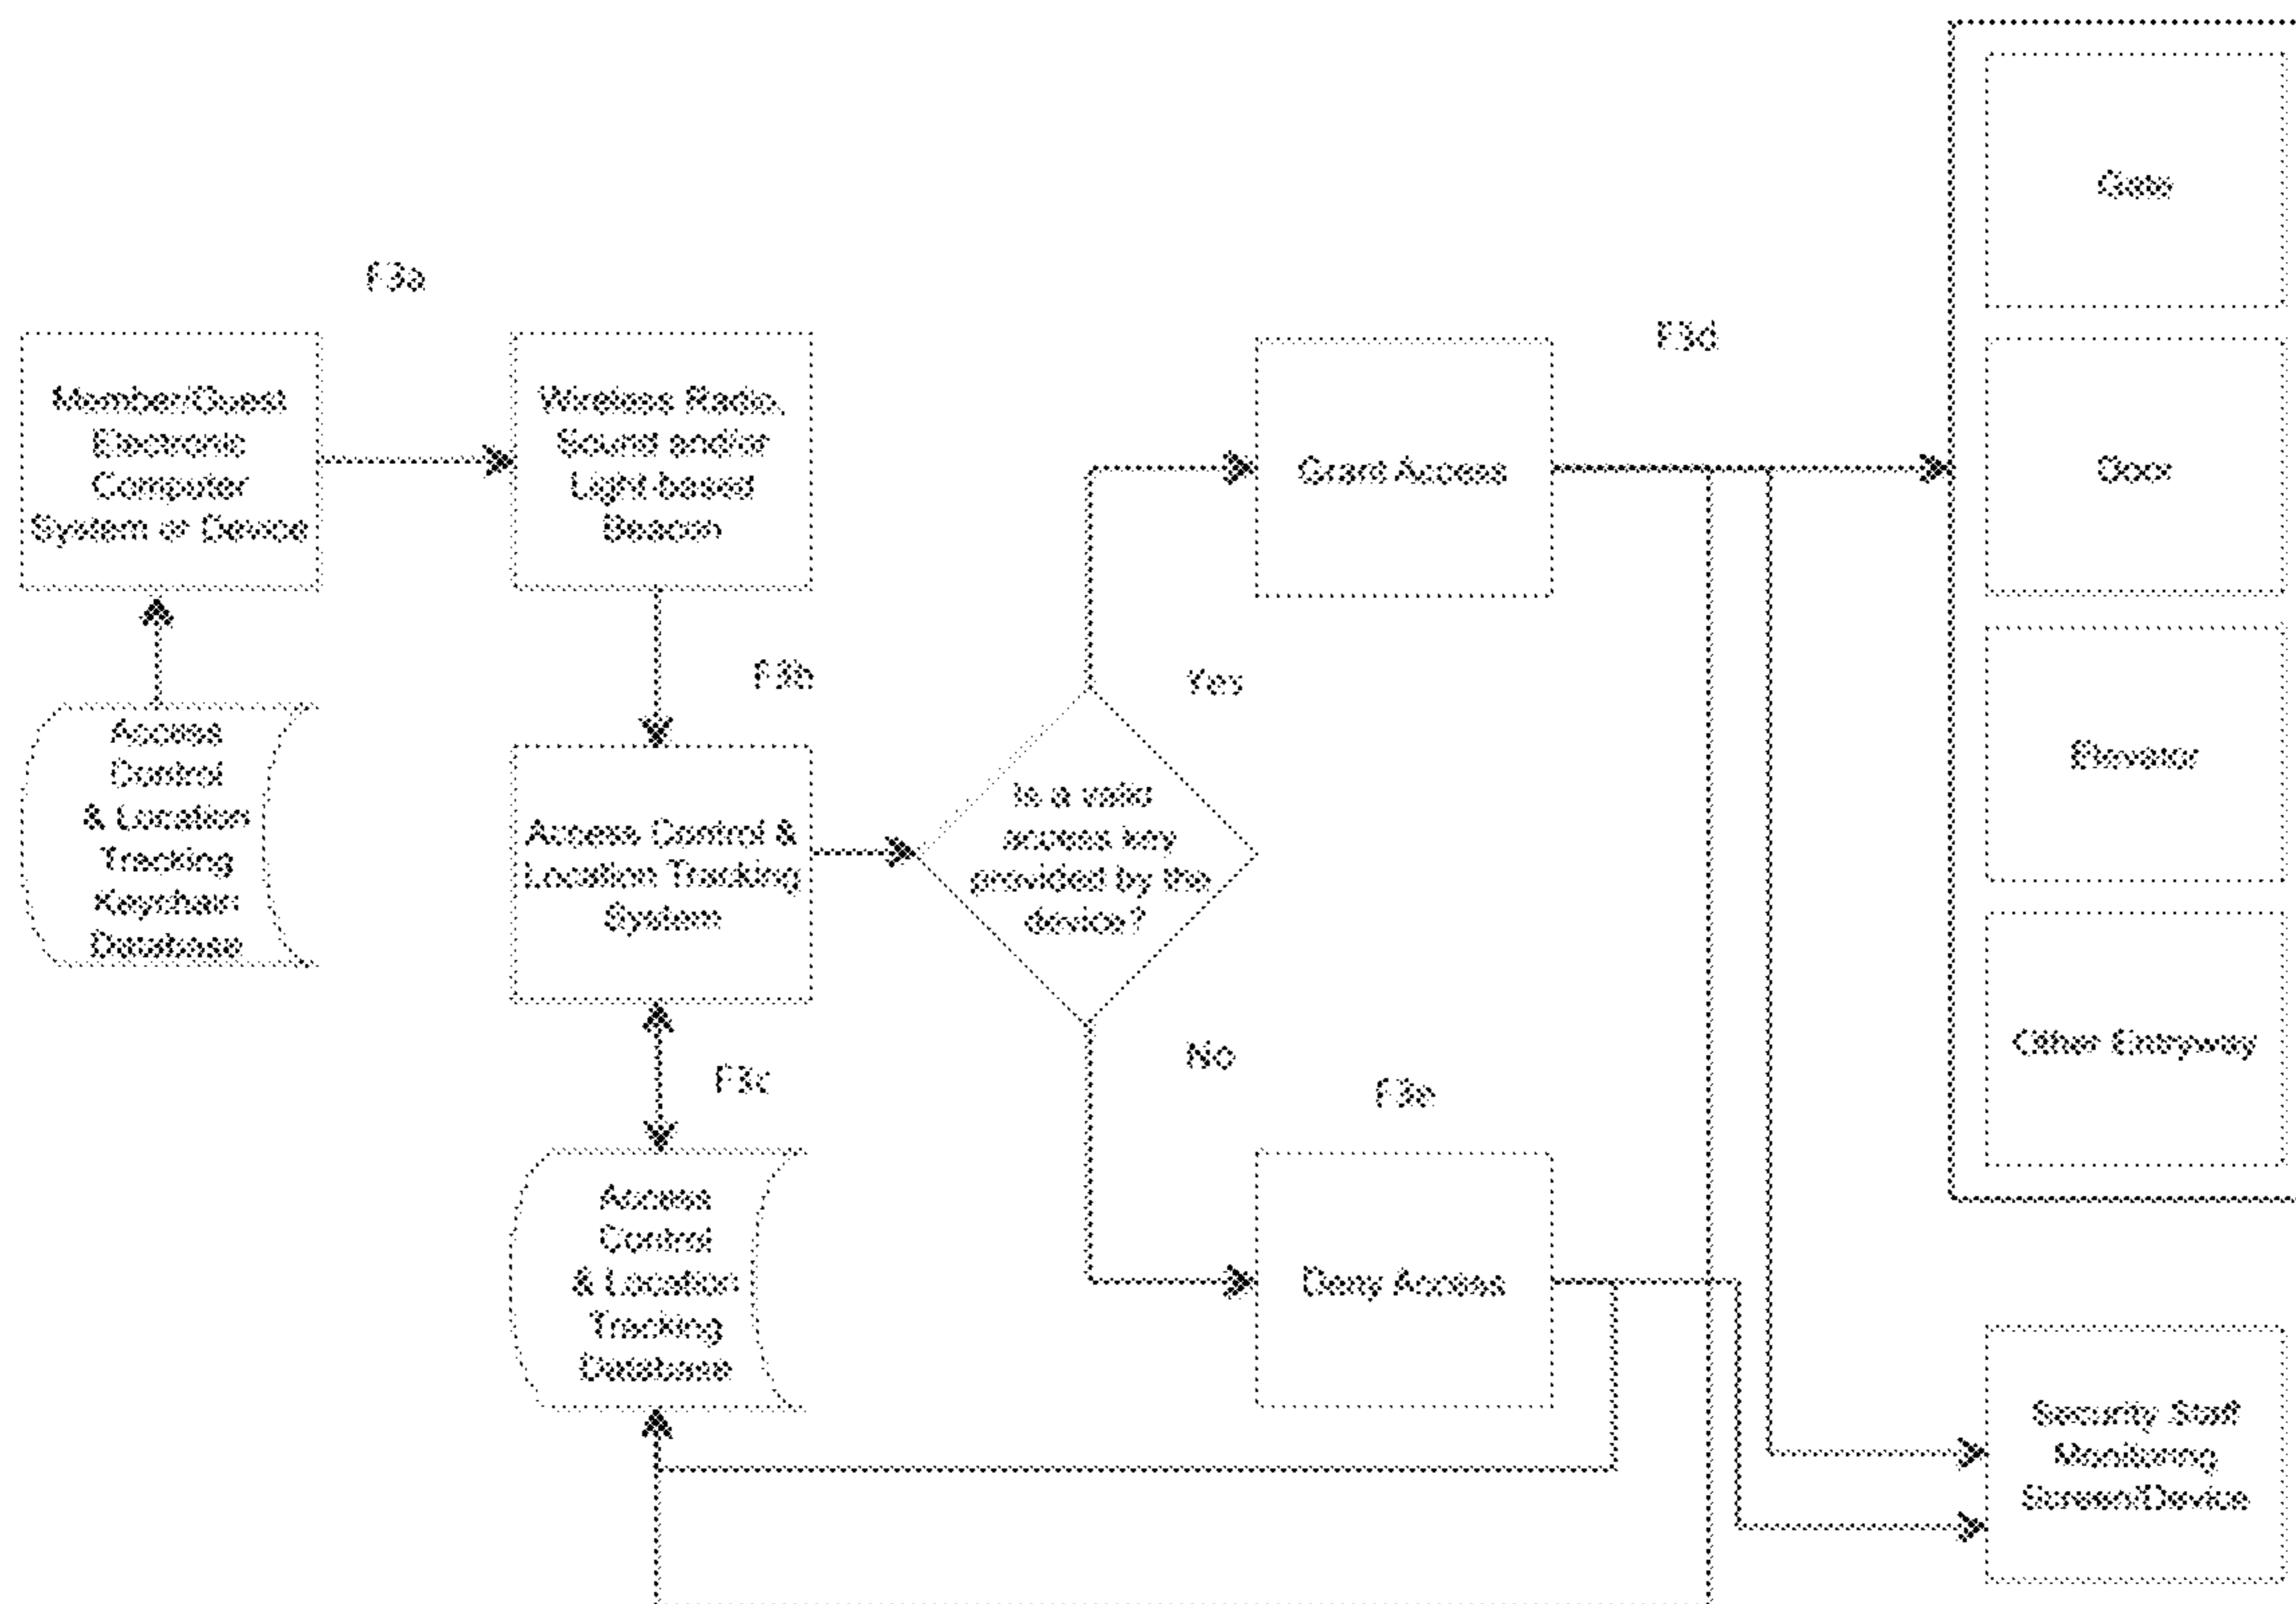 F3a
Member/Guest
Electronic
Computer
System or Device
Wireless Radio,
Sound and/or
Light-based
Beacon
F3b
Access
Control
& Location
Tracking
Keychain
Database
Access Control &
Location Tracking
System
F3c
Access
Control
& Location
Tracking
Database
Is a valid
access key
provided by the
device?
Yes
No
Grant Access
F3d
F3e
Deny Access
Gate
Door
Elevator
Other Entryway
Security Staff
Monitoring
Screen/Device